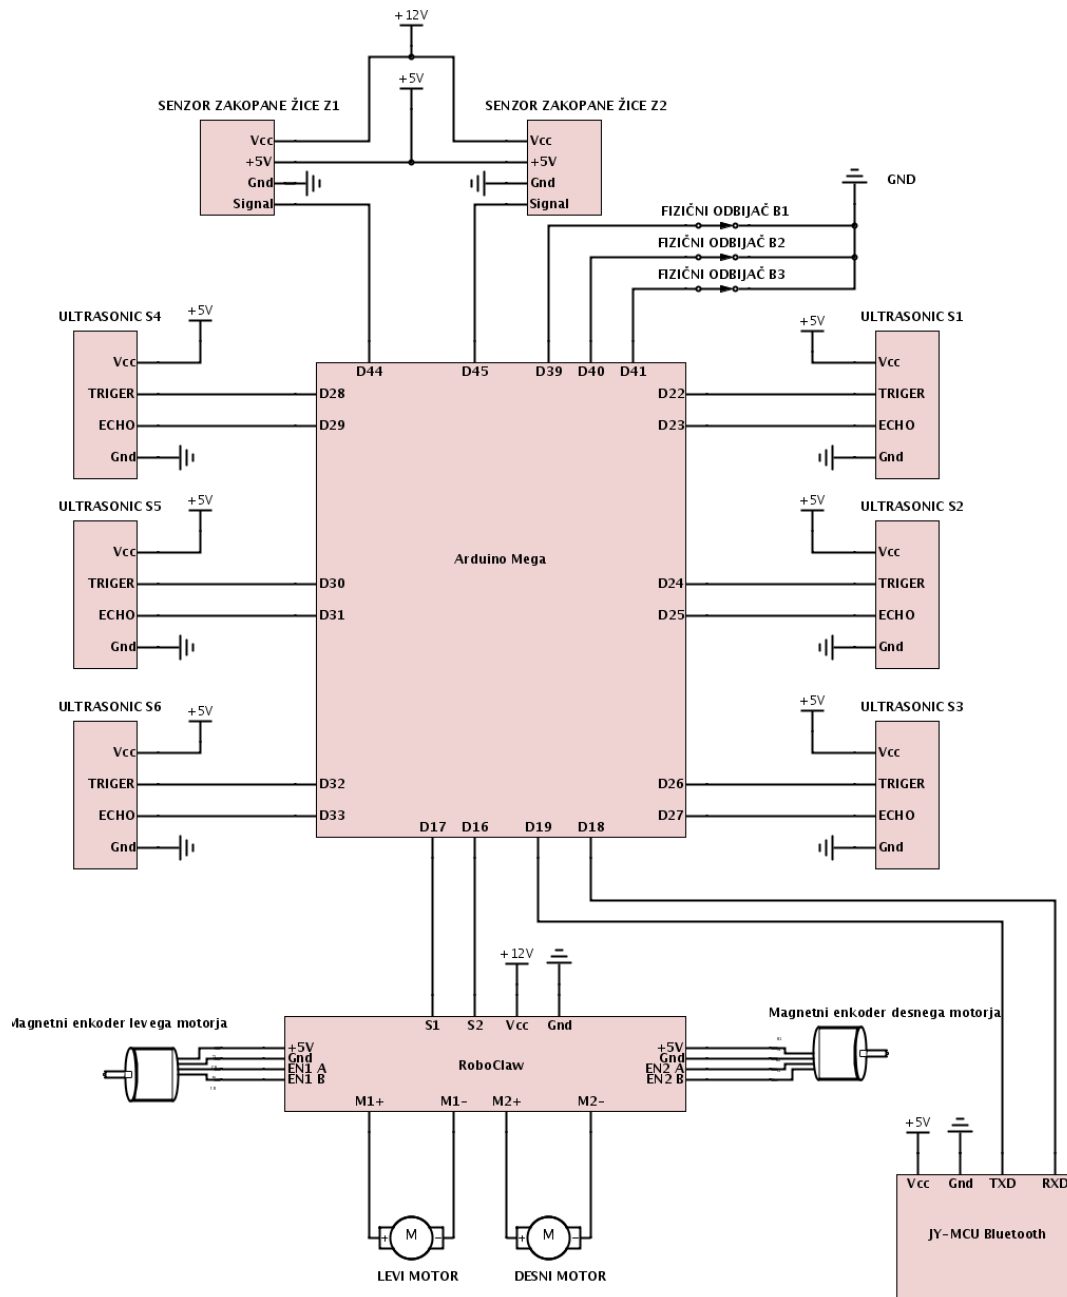 +12V
+5V
SENZOR ZAKOPANE ŽICE Z1
SENZOR ZAKOPANE ŽICE Z2
Vcc
+5V
Gnd
Signal
Vcc
+5V
Gnd
Signal
GND
FIZIČNI ODBIJAČ B1
FIZIČNI ODBIJAČ B2
FIZIČNI ODBIJAČ B3
ULTRASONIC S4
+5V
Vcc
TRIGER
ECHO
Gnd
ULTRASONIC S5
+5V
Vcc
TRIGER
ECHO
Gnd
ULTRASONIC S6
+5V
Vcc
TRIGER
ECHO
Gnd
D44
D45
D39
D40
D41
D28
D29
D30
D31
D32
D33
Arduino Mega
D22
D23
D24
D25
D26
D27
D17
D16
D19
D18
ULTRASONIC S1
+5V
Vcc
TRIGER
ECHO
Gnd
ULTRASONIC S2
+5V
Vcc
TRIGER
ECHO
Gnd
ULTRASONIC S3
+5V
Vcc
TRIGER
ECHO
Gnd
+12V
Magnetni enkoder levega motorja
Magnetni enkoder desnega motorja
S1
S2
Vcc
Gnd
+5V
Gnd
EN1 A
EN1 B
RoboClaw
+5V
Gnd
EN2 A
EN2 B
M1+
M1-
M2+
M2-
+
M
-
+
M
-
LEVI MOTOR
DESNI MOTOR
+5V
Vcc
Gnd
TXD
RXD
JY-MCU Bluetooth